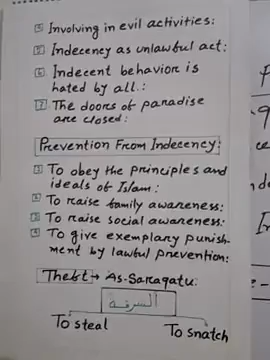 5 Involving in evil activities:
5 Indecency as unlawful act:
6 Indecent behavior is
hated by all.:
7 The doors of paradise
are closed:
Prevention From Indecency:
1 To obey the principles and
ideals of Islam:
2 To raise family awareness:
3 To raise social awareness:
4 To give exemplary punish-
ment by lawful prevention:
Theft → As-Saraqatu:
السرقة
To steal
To snatch